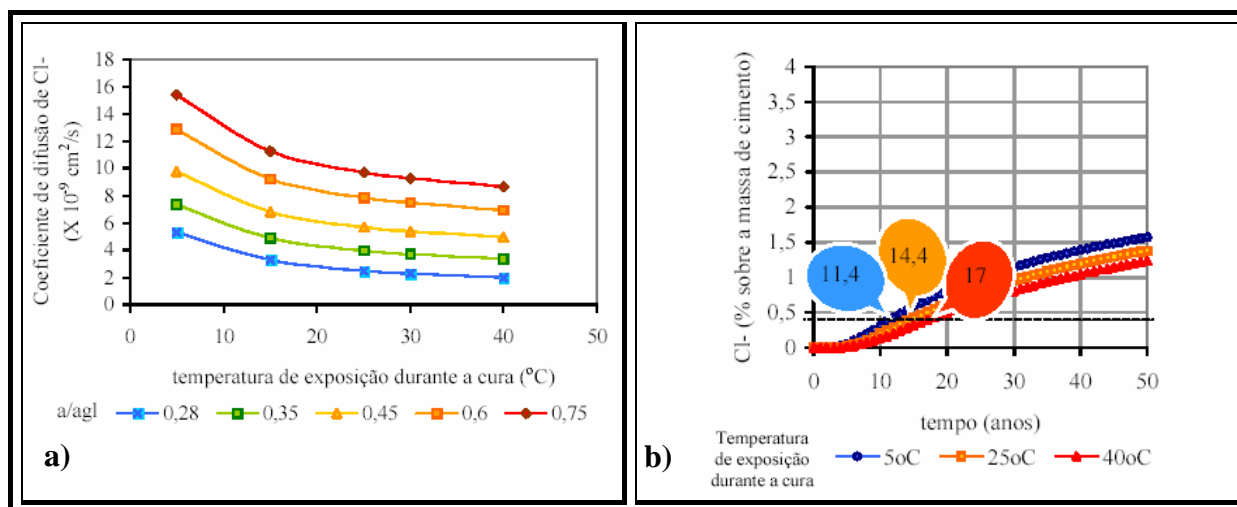 18
16
14
12
10
8
6
4
2
0
Coeficiente de difusão de Cl-
(X 10⁻⁹ cm²/s)
0 10 20 30 40 50
temperatura de exposição durante a cura (°C)
a/agl 0,28 0,35 0,45 0,6 0,75
a)
4
3,5
3
2,5
2
1,5
1
0,5
0
Cl- (% sobre a massa de cimento)
11,4
14,4
17
0 10 20 30 40 50
tempo (anos)
Temperatura
de exposição
durante a cura
5oC 25oC 40oC
b)